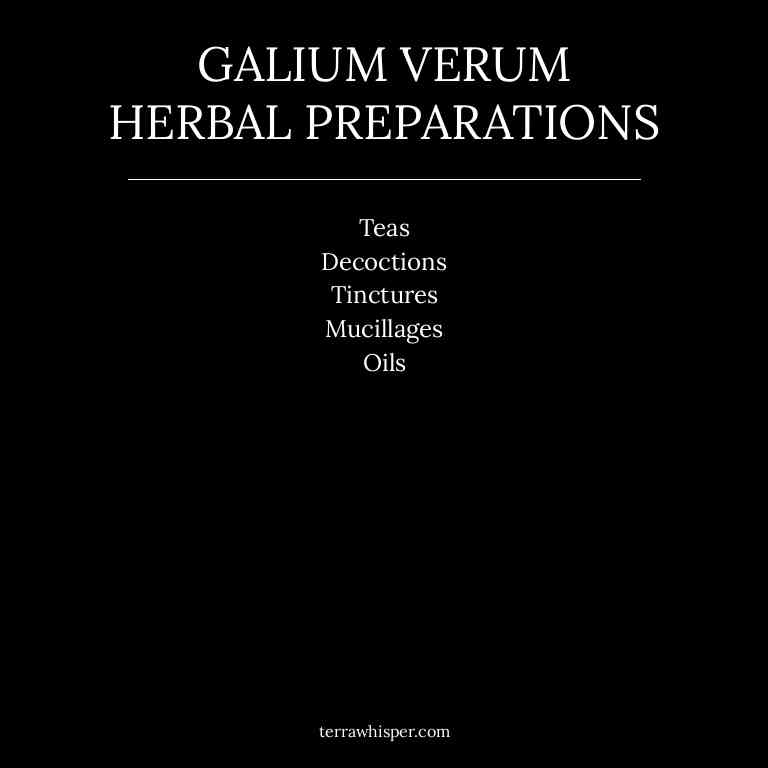 GALIUM VERUM
HERBAL PREPARATIONS
Teas
Decoctions
Tinctures
Mucillages
Oils
terrawhisper.com